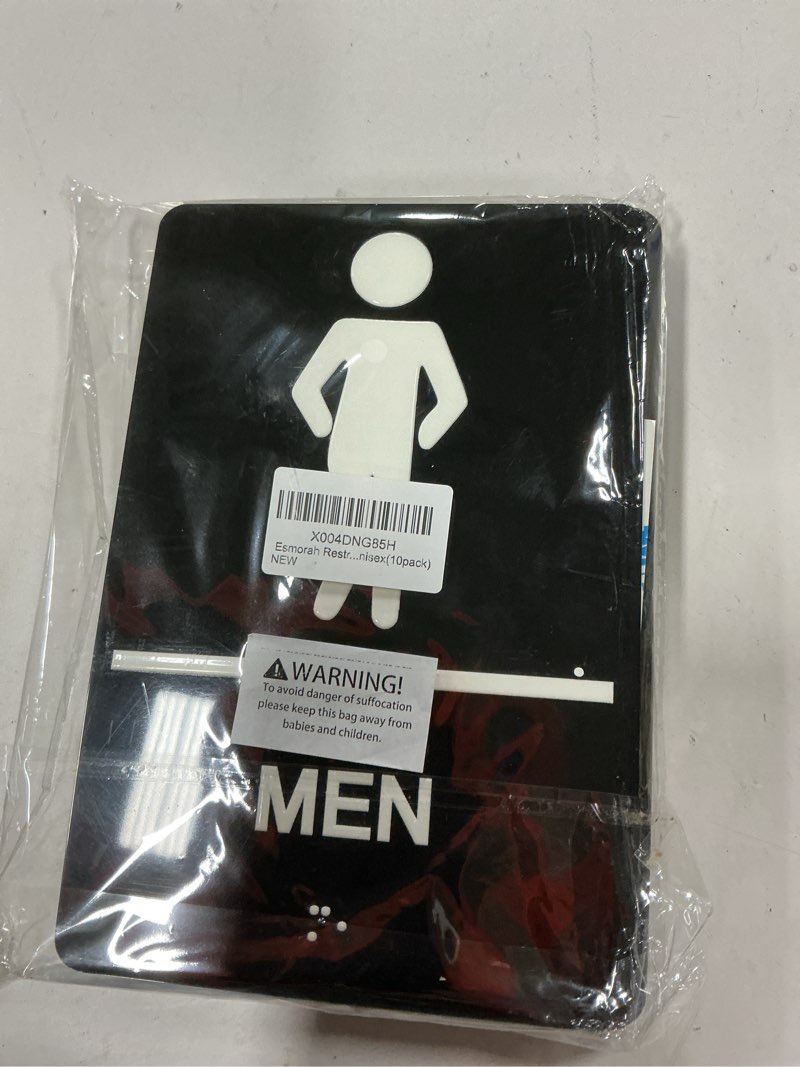 X004DNG85H
Esmorah Restr...nisex(10pack)
NEW
WARNING!
To avoid danger of suffocation
please keep this bag away from
babies and children.
MEN